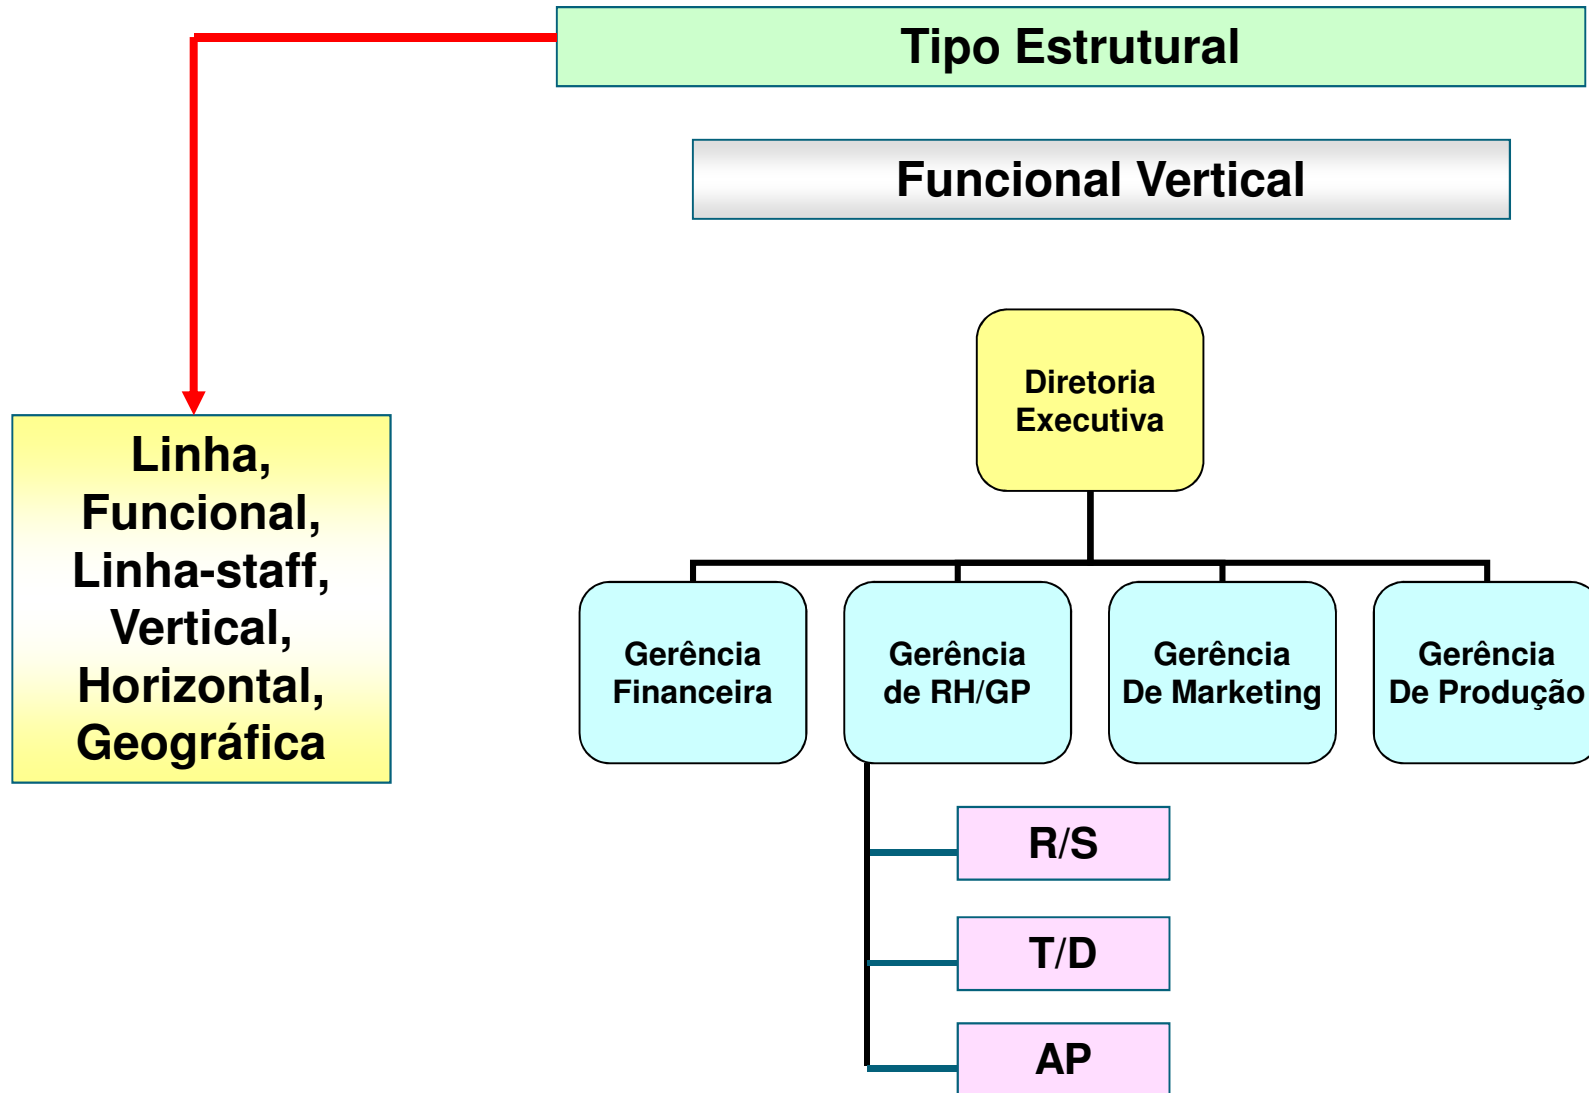 Tipo Estrutural
Funcional Vertical
Linha,
Funcional,
Linha-staff,
Vertical,
Horizontal,
Geográfica
Diretoria
Executiva
Gerência
Financeira
Gerência
de RH/GP
Gerência
De Marketing
Gerência
De Produção
R/S
T/D
AP